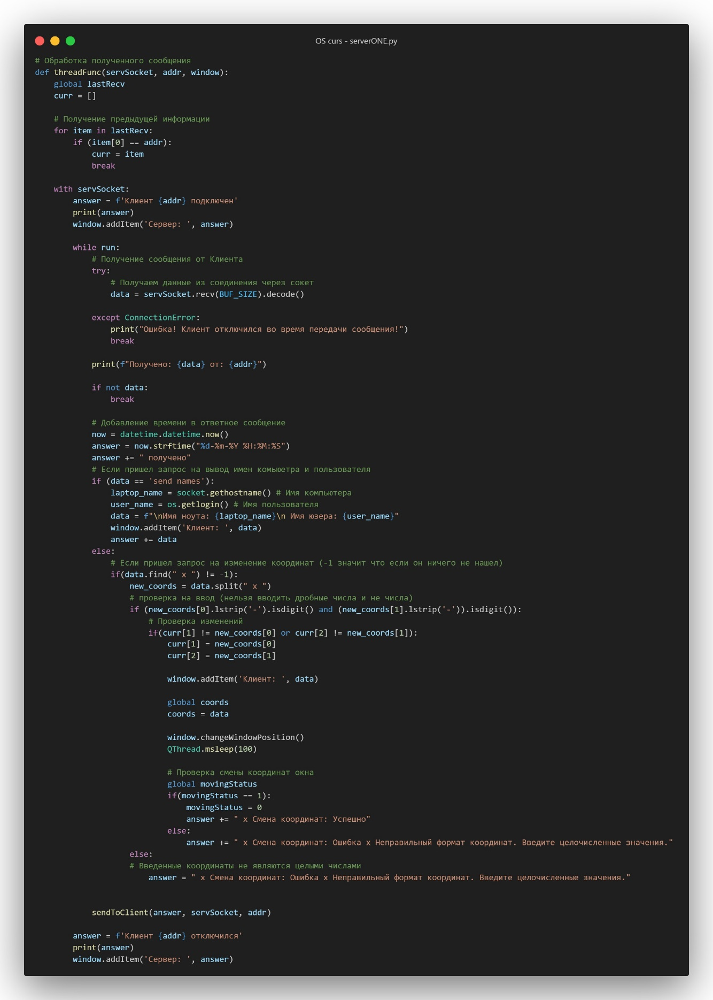 OS curs - serverONE.py
# Обработка полученного сообщения
def threadFunc(servSocket, addr, window):
    global lastRecv
    curr = []
    # Получение предыдущей информации
    for item in lastRecv:
        if (item[0] == addr):
            curr = item
            break
    with servSocket:
        answer = f'Клиент {addr} подключен'
        print(answer)
        window.addItem('Сервер: ', answer)
        while run:
            # Получение сообщения от Клиента
            try:
                # Получаем данные из соединения через сокет
                data = servSocket.recv(BUF_SIZE).decode()
            except ConnectionError:
                print("Ошибка! Клиент отключился во время передачи сообщения!")
                break
            print(f"Получено: {data} от: {addr}")
            if not data:
                break
            # Добавление времени в ответное сообщение
            now = datetime.datetime.now()
            answer = now.strftime("%d-%m-%Y %H:%M:%S")
            answer += " получено"
            # Если пришел запрос на вывод имен комьюетра и пользователя
            if (data == 'send names'):
                laptop_name = socket.gethostname() # Имя компьютера
                user_name = os.getlogin() # Имя пользователя
                data = f"\nИмя ноута: {laptop_name}\n Имя юзера: {user_name}"
                window.addItem('Клиент: ', data)
                answer += data
            else:
                # Если пришел запрос на изменение координат (-1 значит что если он ничего не нашел)
                if(data.find(" x ") != -1):
                    new_coords = data.split(" x ")
                    # проверка на ввод (нельзя вводить дробные числа и не числа)
                    if (new_coords[0].lstrip('-').isdigit() and (new_coords[1].lstrip('-')).isdigit()):
                        # Проверка изменений
                        if(curr[1] != new_coords[0] or curr[2] != new_coords[1]):
                            curr[1] = new_coords[0]
                            curr[2] = new_coords[1]
                            window.addItem('Клиент: ', data)
                            global coords
                            coords = data
                            window.changeWindowPosition()
                            QThread.msleep(100)
                            # Проверка смены координат окна
                            global movingStatus
                            if(movingStatus == 1):
                                movingStatus = 0
                                answer += " x Смена координат: Успешно"
                            else:
                                answer += " x Смена координат: Ошибка x Неправильный формат координат. Введите целочисленные значения."
                    else:
                    # Введенные координаты не являются целыми числами
                        answer = " x Смена координат: Ошибка x Неправильный формат координат. Введите целочисленные значения."
            sendToClient(answer, servSocket, addr)
        answer = f'Клиент {addr} отключился'
        print(answer)
        window.addItem('Сервер: ', answer)